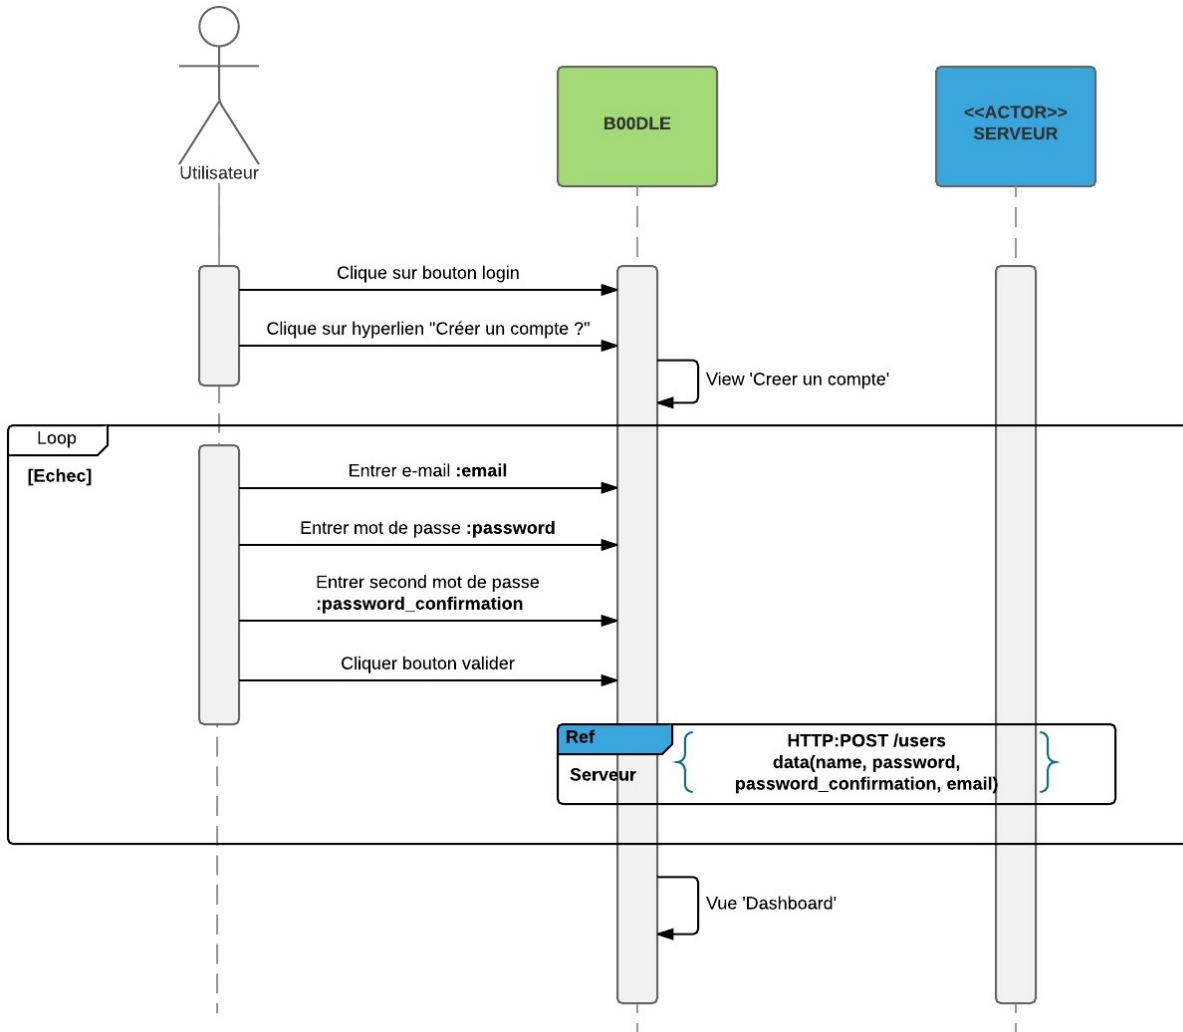 Utilisateur
B00DLE
<<ACTOR>>
SERVEUR
Clique sur bouton login
Clique sur hyperlien "Créer un compte ?"
View 'Creer un compte'
Loop
[Echec]
Entrer e-mail :email
Entrer mot de passe :password
Entrer second mot de passe
:password_confirmation
Cliquer bouton valider
Ref
Serveur
HTTP:POST /users
data(name, password,
password_confirmation, email)
Vue 'Dashboard'